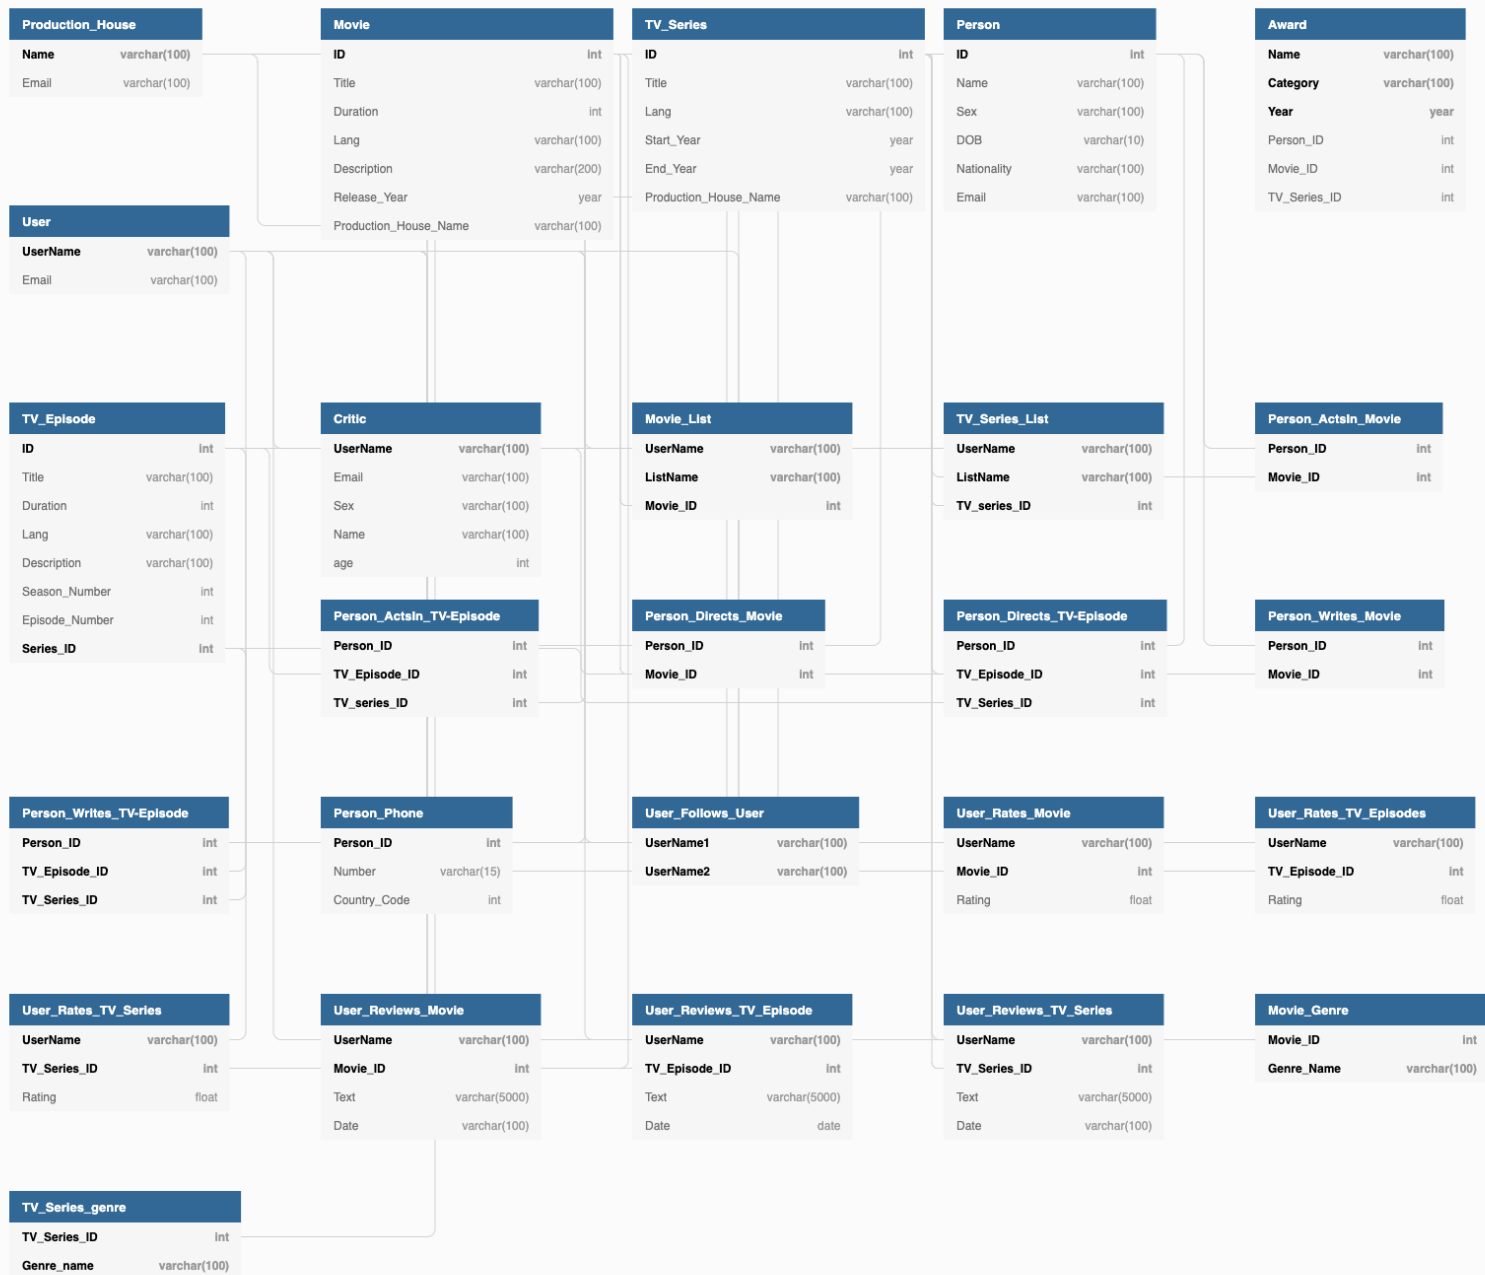 Production_House
Name varchar(100)
Email varchar(100)
Movie
ID int
Title varchar(100)
Duration int
Lang varchar(100)
Description varchar(200)
Release_Year year
Production_House_Name varchar(100)
TV_Series
ID int
Title varchar(100)
Lang varchar(100)
Start_Year year
End_Year year
Production_House_Name varchar(100)
Person
ID int
Name varchar(100)
Sex varchar(100)
DOB varchar(10)
Nationality varchar(100)
Email varchar(100)
Award
Name varchar(100)
Category varchar(100)
Year year
Person_ID int
Movie_ID int
TV_Series_ID int
User
UserName varchar(100)
Email varchar(100)
TV_Episode
ID int
Title varchar(100)
Duration int
Lang varchar(100)
Description varchar(100)
Season_Number int
Episode_Number int
Series_ID int
Critic
UserName varchar(100)
Email varchar(100)
Sex varchar(100)
Name varchar(100)
age int
Movie_List
UserName varchar(100)
ListName varchar(100)
Movie_ID int
TV_Series_List
UserName varchar(100)
ListName varchar(100)
TV_series_ID int
Person_ActsIn_Movie
Person_ID int
Movie_ID int
Person_ActsIn_TV-Episode
Person_ID int
TV_Episode_ID int
TV_series_ID int
Person_Directs_Movie
Person_ID int
Movie_ID int
Person_Directs_TV-Episode
Person_ID int
TV_Episode_ID int
TV_Series_ID int
Person_Writes_Movie
Person_ID int
Movie_ID int
Person_Writes_TV-Episode
Person_ID int
TV_Episode_ID int
TV_Series_ID int
Person_Phone
Person_ID int
Number varchar(15)
Country_Code int
User_Follows_User
UserName1 varchar(100)
UserName2 varchar(100)
User_Rates_Movie
UserName varchar(100)
Movie_ID int
Rating float
User_Rates_TV_Episodes
UserName varchar(100)
TV_Episode_ID int
Rating float
User_Rates_TV_Series
UserName varchar(100)
TV_Series_ID int
Rating float
User_Reviews_Movie
UserName varchar(100)
Movie_ID int
Text varchar(5000)
Date varchar(100)
User_Reviews_TV_Episode
UserName varchar(100)
TV_Episode_ID int
Text varchar(5000)
Date date
User_Reviews_TV_Series
UserName varchar(100)
TV_Series_ID int
Text varchar(5000)
Date varchar(100)
Movie_Genre
Movie_ID int
Genre_Name varchar(100)
TV_Series_genre
TV_Series_ID int
Genre_name varchar(100)